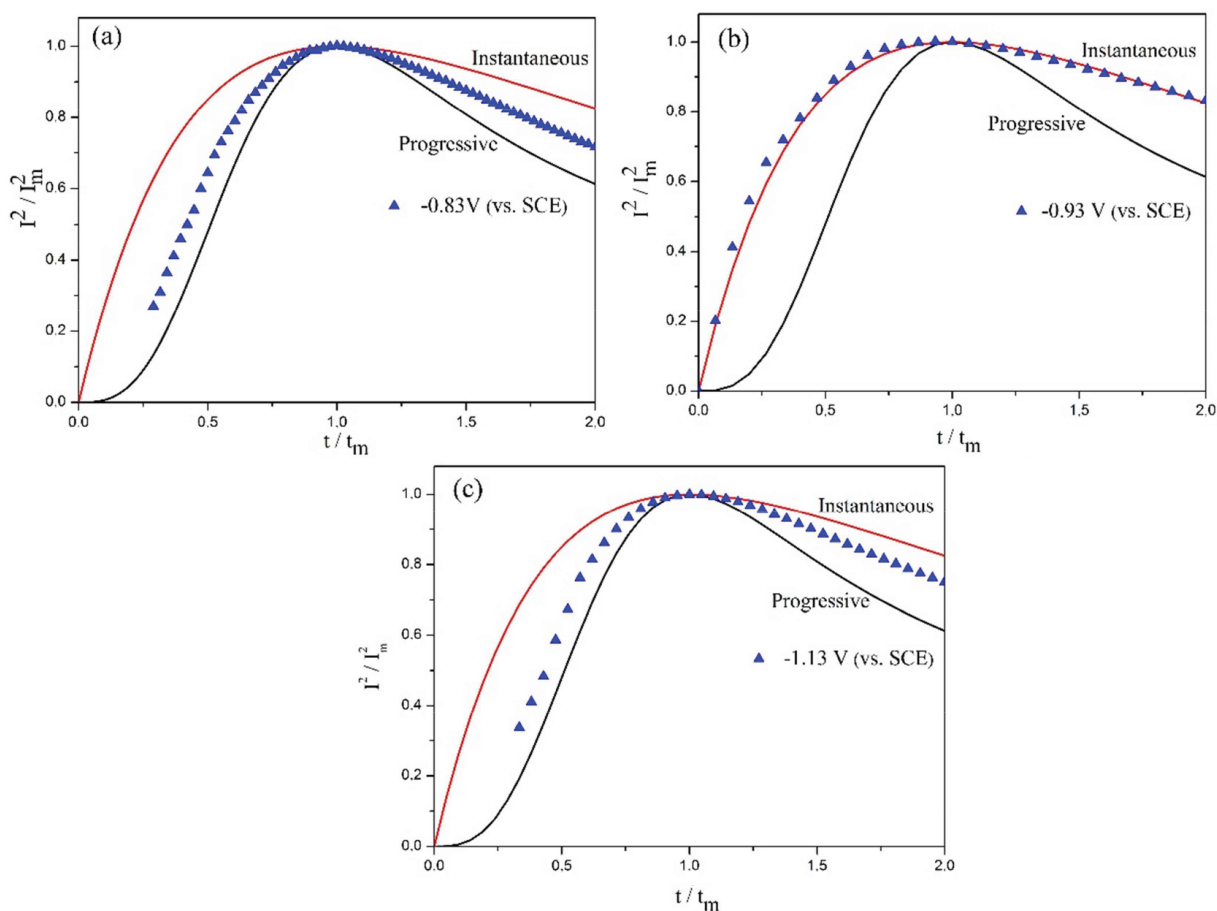 (a)
Instantaneous
Progressive
-0.83V (vs. SCE)
I²/I²m
1.0
0.8
0.6
0.4
0.2
0.0
0.0 0.5 1.0 1.5 2.0
t / tm
(b)
Instantaneous
Progressive
-0.93 V (vs. SCE)
I²/I²m
1.0
0.8
0.6
0.4
0.2
0.0
0.0 0.5 1.0 1.5 2.0
t / tm
(c)
Instantaneous
Progressive
-1.13 V (vs. SCE)
I²/I²m
1.0
0.8
0.6
0.4
0.2
0.0
0.0 0.5 1.0 1.5 2.0
t / tm